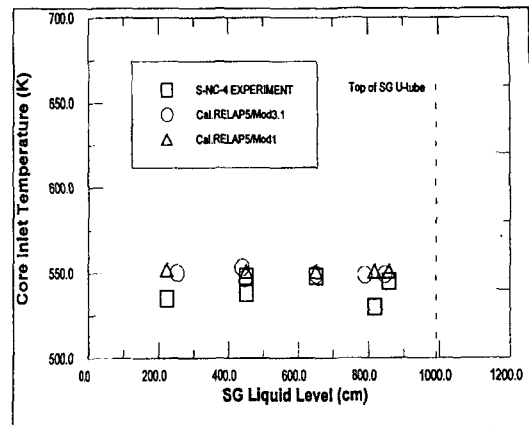 700.0
S-NC-4 EXPERIMENT
Top of SG U-tube
Cal.RELAP5/Mod3.1
Cal.RELAP5/Mod1
650.0
600.0
550.0
500.0
Core Inlet Temperature (K)
0.0 200.0 400.0 600.0 800.0 1000.0 1200.0
SG Liquid Level (cm)